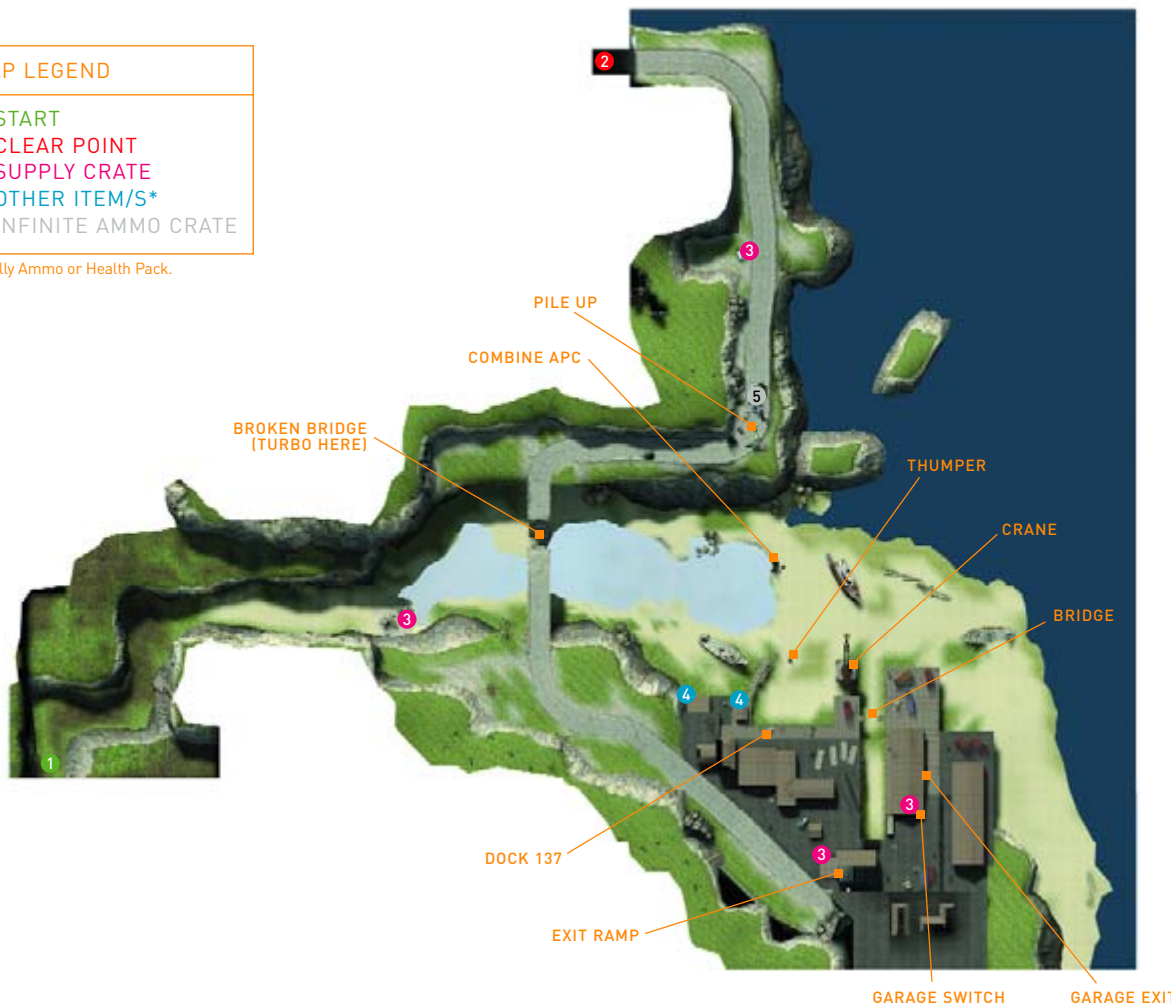 P LEGEND
START
CLEAR POINT
SUPPLY CRATE
OTHER ITEM/S*
NFINITE AMMO CRATE
lly Ammo or Health Pack.
2
3
PILE UP
COMBINE APC
5
BROKEN BRIDGE
(TURBO HERE)
THUMPER
CRANE
BRIDGE
3
4
4
1
3
3
DOCK 137
EXIT RAMP
GARAGE SWITCH
GARAGE EXIT